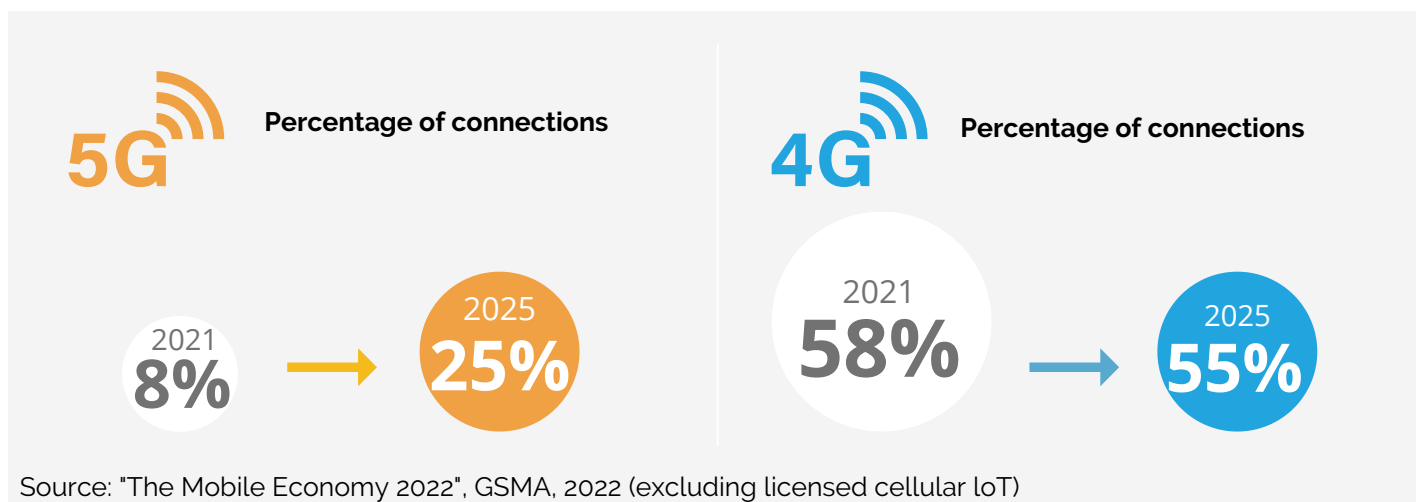 5G
Percentage of connections
2021
8%
2025
25%
4G
Percentage of connections
2021
58%
2025
55%
Source: "The Mobile Economy 2022", GSMA, 2022 (excluding licensed cellular loT)